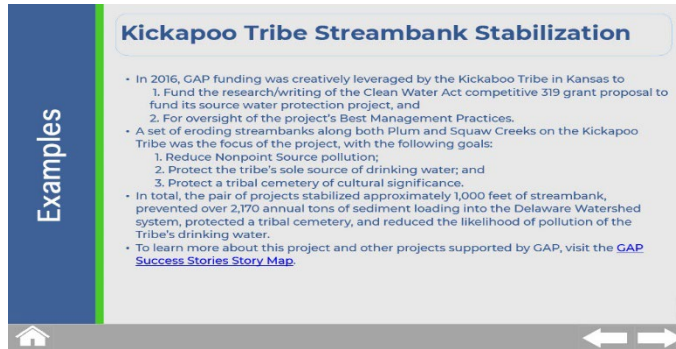 Kickapoo Tribe Streambank Stabilization
Examples
• In 2016, GAP funding was creatively leveraged by the Kickaboo Tribe in Kansas to
1. Fund the research/writing of the Clean Water Act competitive 319 grant proposal to
fund its source water protection project, and
2. For oversight of the project's Best Management Practices.
• A set of eroding streambanks along both Plum and Squaw Creeks on the Kickapoo
Tribe was the focus of the project, with the following goals:
1. Reduce Nonpoint Source pollution;
2. Protect the tribe's sole source of drinking water; and
3. Protect a tribal cemetery of cultural significance.
• In total, the pair of projects stabilized approximately 1,000 feet of streambank,
prevented over 2,170 annual tons of sediment loading into the Delaware Watershed
system, protected a tribal cemetery, and reduced the likelihood of pollution of the
Tribe's drinking water.
• To learn more about this project and other projects supported by GAP, visit the GAP
Success Stories Story Map.